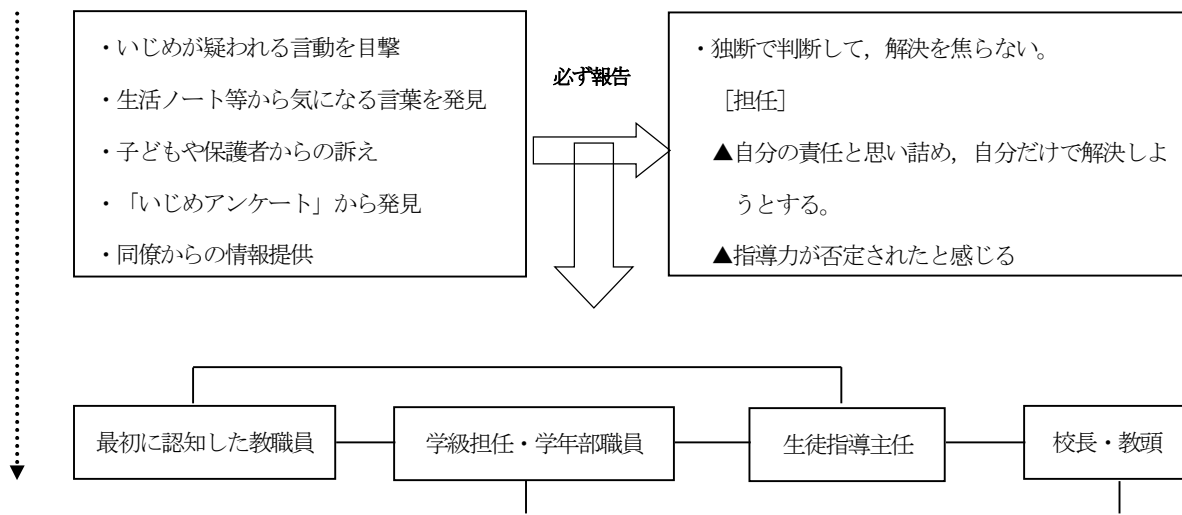 ・いじめが疑われる言動を目撃
・生活ノート等から気になる言葉を発見
・子どもや保護者からの訴え
・「いじめアンケート」から発見
・同僚からの情報提供
必ず報告
・独断で判断して，解決を焦らない。
［担任］
▲自分の責任と思い詰め，自分だけで解決しよ
うとする。
▲指導力が否定されたと感じる
最初に認知した教職員
学級担任・学年部職員
生徒指導主任
校長・教頭